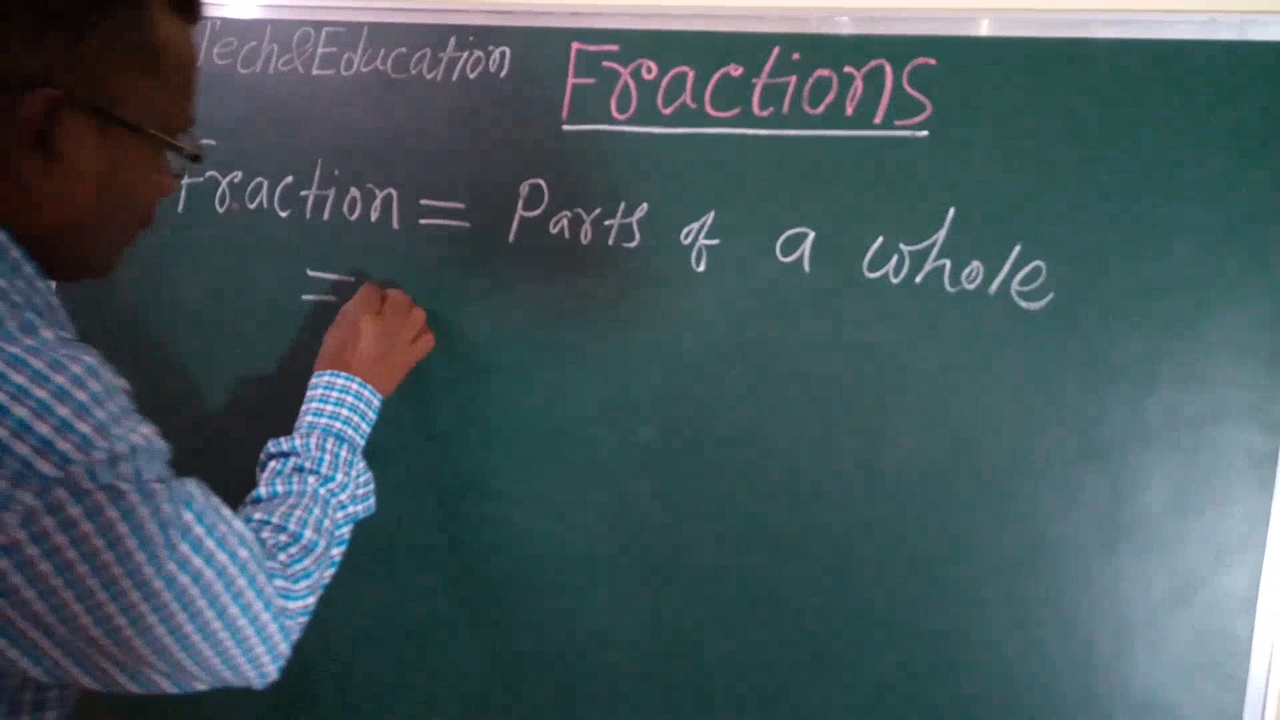 Tech&Education
Fractions
Fraction = Parts of a whole
=